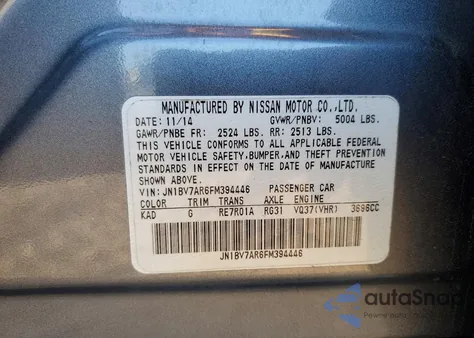 MANUFACTURED BY NISSAN MOTOR CO.,LTD.
DATE: 11/14 GVWR/PNBV: 5004 LBS.
GAWR/PNBE FR: 2524 LBS. RR: 2513 LBS.
THIS VEHICLE CONFORMS TO ALL APPLICABLE FEDERAL
MOTOR VEHICLE SAFETY, BUMPER, AND THEFT PREVENTION
STANDARDS IN EFFECT ON THE DATE OF MANUFACTURE
SHOWN ABOVE.
VIN: JN1BV7AR6FM394446 PASSENGER CAR
COLOR TRIM TRANS AXLE ENGINE
KAD G RE7R01A RG31 VQ37(VHR) 3696CC
JN1BV7AR6FM394446
autaSnap